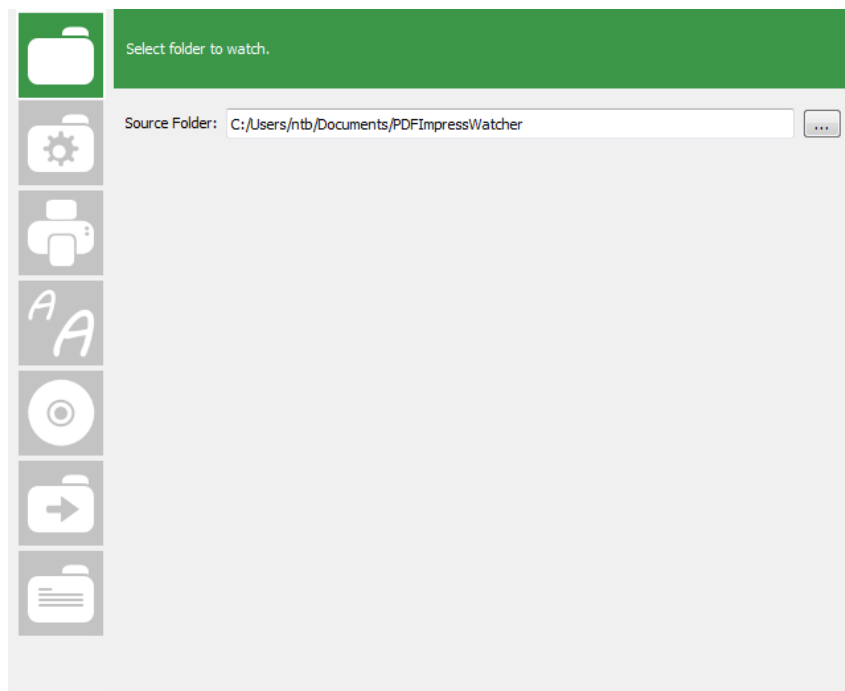 Select folder to watch.
Source Folder: C:/Users/ntb/Documents/PDFImpressWatcher ...
A A